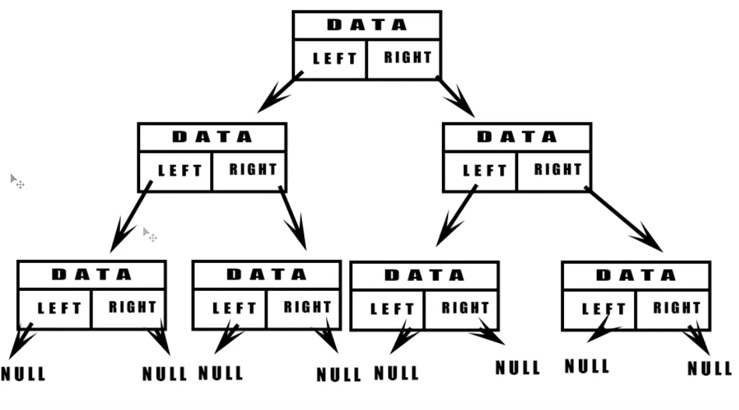 DATA
LEFT RIGHT
DATA DATA
LEFT RIGHT LEFT RIGHT
DATA DATA DATA DATA
LEFT RIGHT LEFT RIGHT LEFT RIGHT LEFT RIGHT
NULL NULL NULL NULL NULL NULL NULL NULL